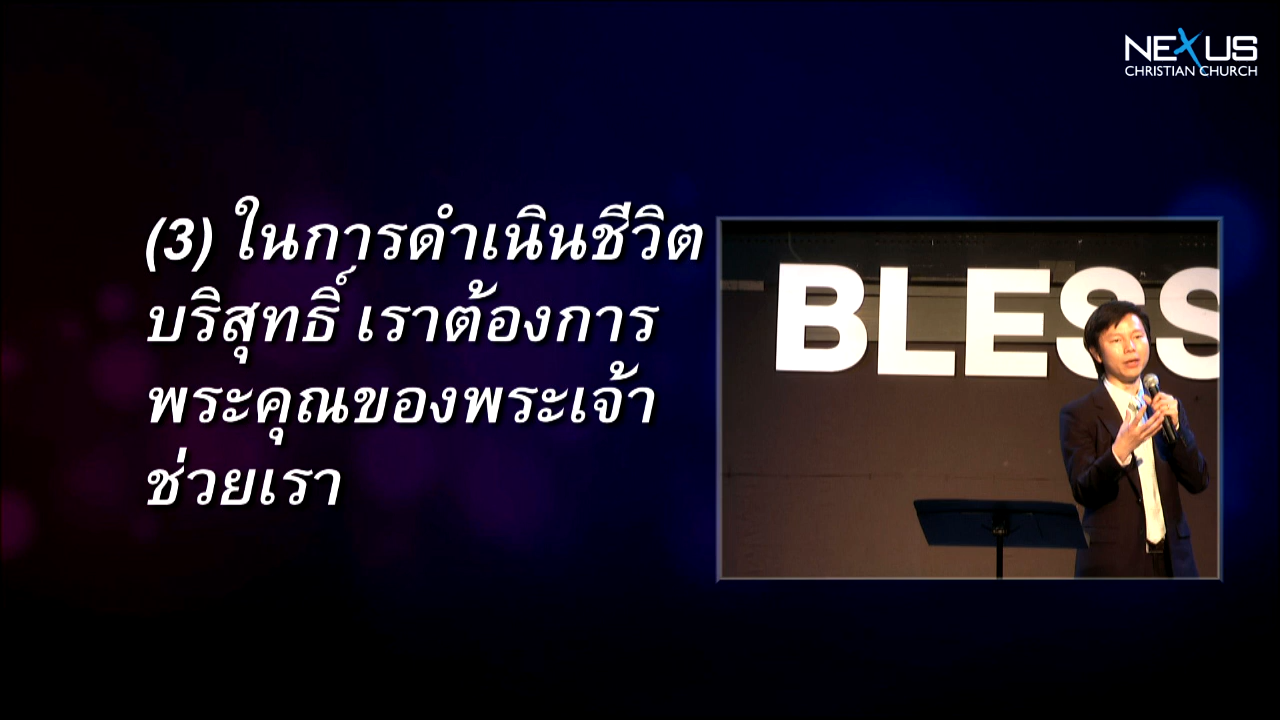 NEXUS
CHRISTIAN CHURCH
(3) ในการดำเนินชีวิต
บริสุทธิ์ เราต้องการ
พระคุณของพระเจ้า
ช่วยเรา
BLESS